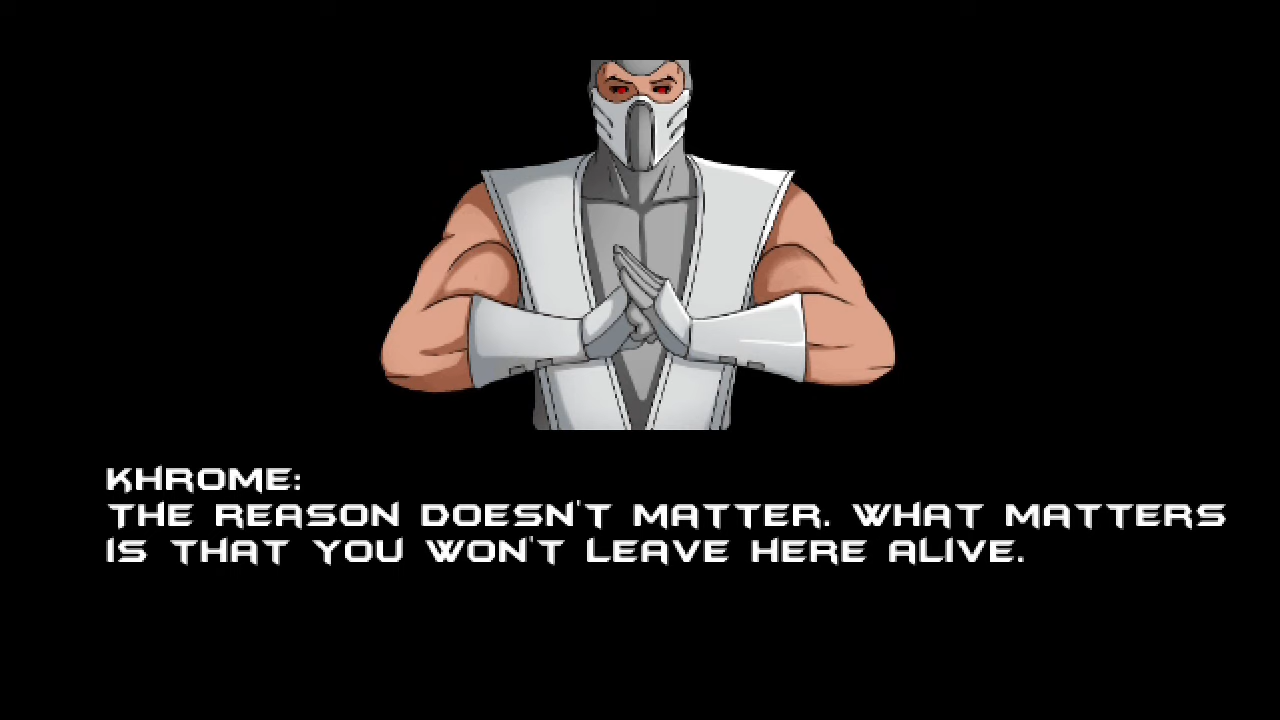 KHROME:
THE REASON DOESN'T MATTER. WHAT MATTERS
IS THAT YOU WON'T LEAVE HERE ALIVE.